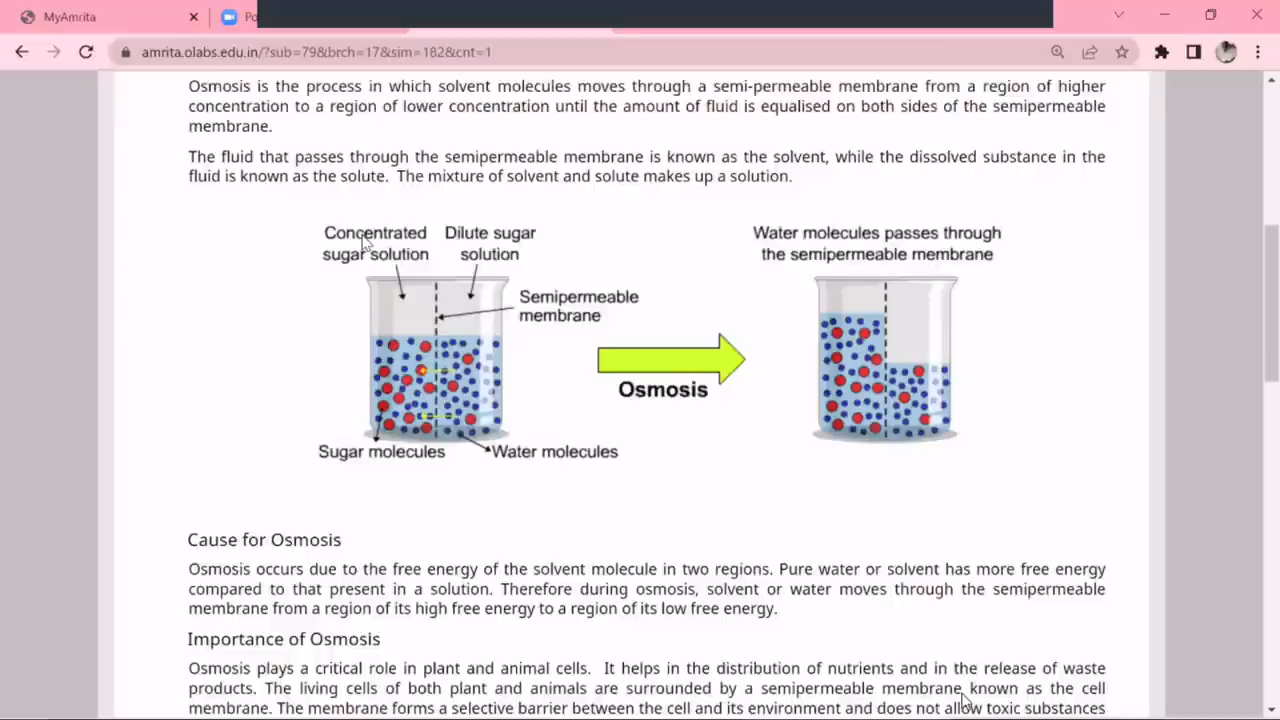 MyAmrita
Po
amrita.olabs.edu.in/?sub=79&brch=17&sim=182&cnt=1
Osmosis is the process in which solvent molecules moves through a semi-permeable membrane from a region of higher
concentration to a region of lower concentration until the amount of fluid is equalised on both sides of the semipermeable
membrane.
The fluid that passes through the semipermeable membrane is known as the solvent, while the dissolved substance in the
fluid is known as the solute. The mixture of solvent and solute makes up a solution.
Concentrated
sugar solution
Dilute sugar
solution
Semipermeable
membrane
Sugar molecules
Water molecules
Osmosis
Water molecules passes through
the semipermeable membrane
Cause for Osmosis
Osmosis occurs due to the free energy of the solvent molecule in two regions. Pure water or solvent has more free energy
compared to that present in a solution. Therefore during osmosis, solvent or water moves through the semipermeable
membrane from a region of its high free energy to a region of its low free energy.
Importance of Osmosis
Osmosis plays a critical role in plant and animal cells. It helps in the distribution of nutrients and in the release of waste
products. The living cells of both plant and animals are surrounded by a semipermeable membrane known as the cell
membrane. The membrane forms a selective barrier between the cell and its environment and does not allow toxic substances